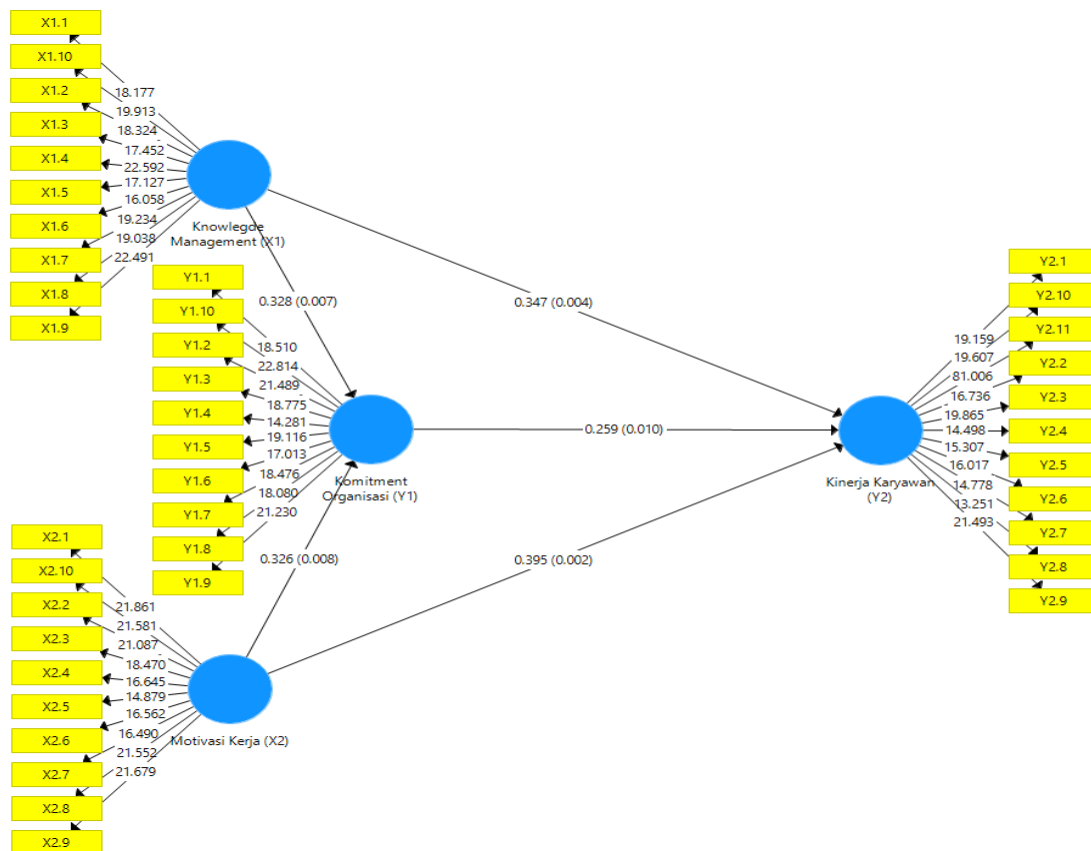 X1.1
X1.10
X1.2
X1.3
X1.4
X1.5
X1.6
X1.7
X1.8
X1.9
18.177
19.913
18.324
17.452
22.592
17.127
16.058
19.234
19.038
22.491
Knowlegde
Management (X1)
0.328 (0.007)
0.347 (0.004)
Y1.1
Y1.10
Y1.2
Y1.3
Y1.4
Y1.5
Y1.6
Y1.7
Y1.8
Y1.9
18.510
22.814
21.489
18.775
14.281
19.116
17.013
18.476
18.080
21.230
Komitment
Organisasi (Y1)
0.259 (0.010)
0.326 (0.008)
0.395 (0.002)
X2.1
X2.10
X2.2
X2.3
X2.4
X2.5
X2.6
X2.7
X2.8
X2.9
21.861
21.581
21.087
18.470
16.645
14.879
16.562
16.490
21.552
21.679
Motivasi Kerja (X2)
Kinerja Karyawan
(Y2)
19.159
19.607
81.006
16.736
19.865
14.498
15.307
16.017
14.778
13.251
21.493
Y2.1
Y2.10
Y2.11
Y2.2
Y2.3
Y2.4
Y2.5
Y2.6
Y2.7
Y2.8
Y2.9